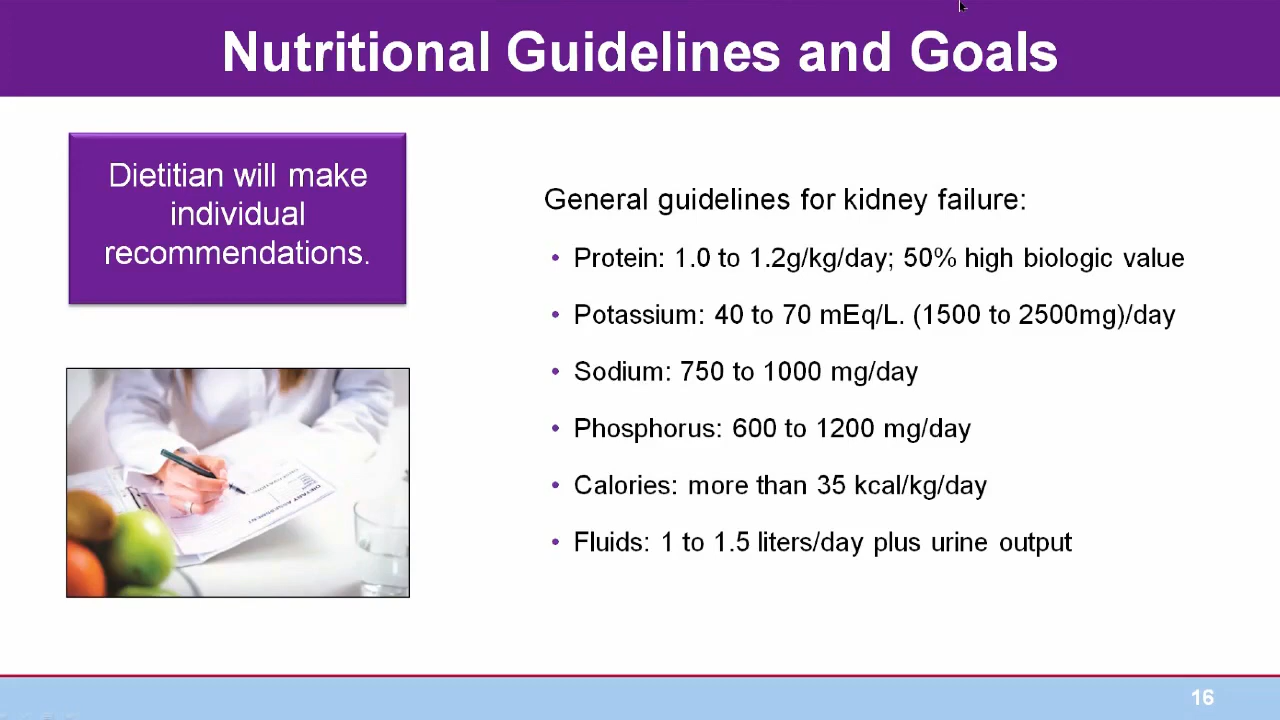 Nutritional Guidelines and Goals
Dietitian will make
individual
recommendations.
General guidelines for kidney failure:
• Protein: 1.0 to 1.2g/kg/day; 50% high biologic value
• Potassium: 40 to 70 mEq/L. (1500 to 2500mg)/day
• Sodium: 750 to 1000 mg/day
• Phosphorus: 600 to 1200 mg/day
• Calories: more than 35 kcal/kg/day
• Fluids: 1 to 1.5 liters/day plus urine output
16